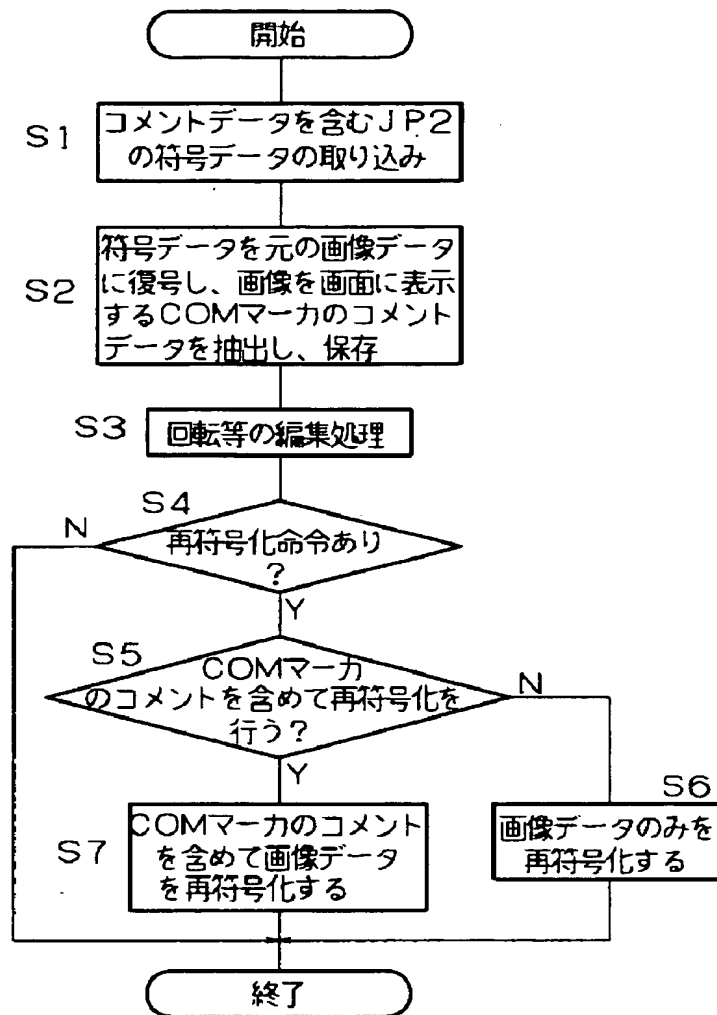 開始
S1
コメントデータを含むJP2
の符号データの取り込み
S2
符号データを元の画像データ
に復号し、画像を画面に表示
するCOMマーカのコメント
データを抽出し、保存
S3
回転等の編集処理
S4
N
再符号化命令あり
?
Y
S5
COMマーカ
のコメントを含めて再符号化を
行う?
N
Y
S6
画像データのみを
再符号化する
S7
COMマーカのコメント
を含めて画像データ
を再符号化する
終了